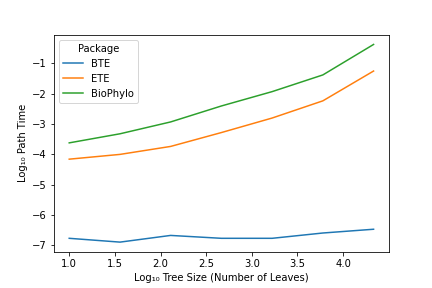 Package
BTE
ETE
BioPhylo
Log₁₀ Path Time
−1
−2
−3
−4
−5
−6
−7
1.0 1.5 2.0 2.5 3.0 3.5 4.0
Log₁₀ Tree Size (Number of Leaves)